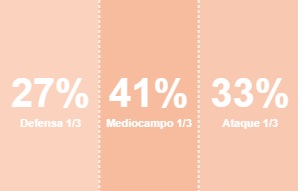 27% 41% 33%
Defensa 1/3 Mediocampo 1/3 Ataque 1/3